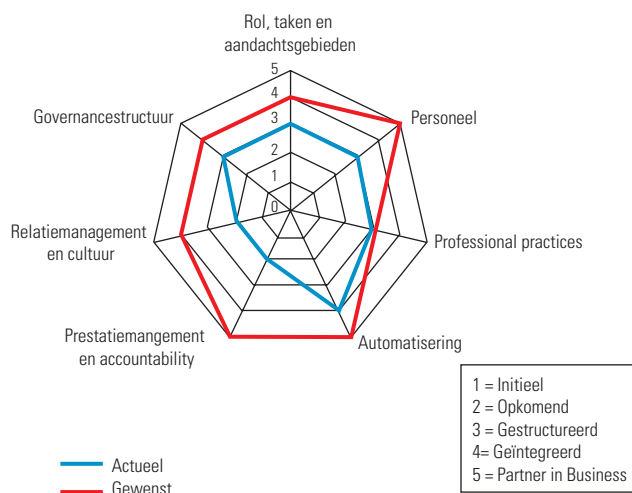 Rol, taken en
aandachtsgebieden
5
4
3
2
1
0
Governancestructuur
Personeel
Relatiemanagement
en cultuur
Professional practices
Prestatiemangement
en accountability
Automatisering
1 = Initieel
2 = Opkomend
3 = Gestructureerd
4= Geïntegreerd
5 = Partner in Business
Actueel
Gewenst